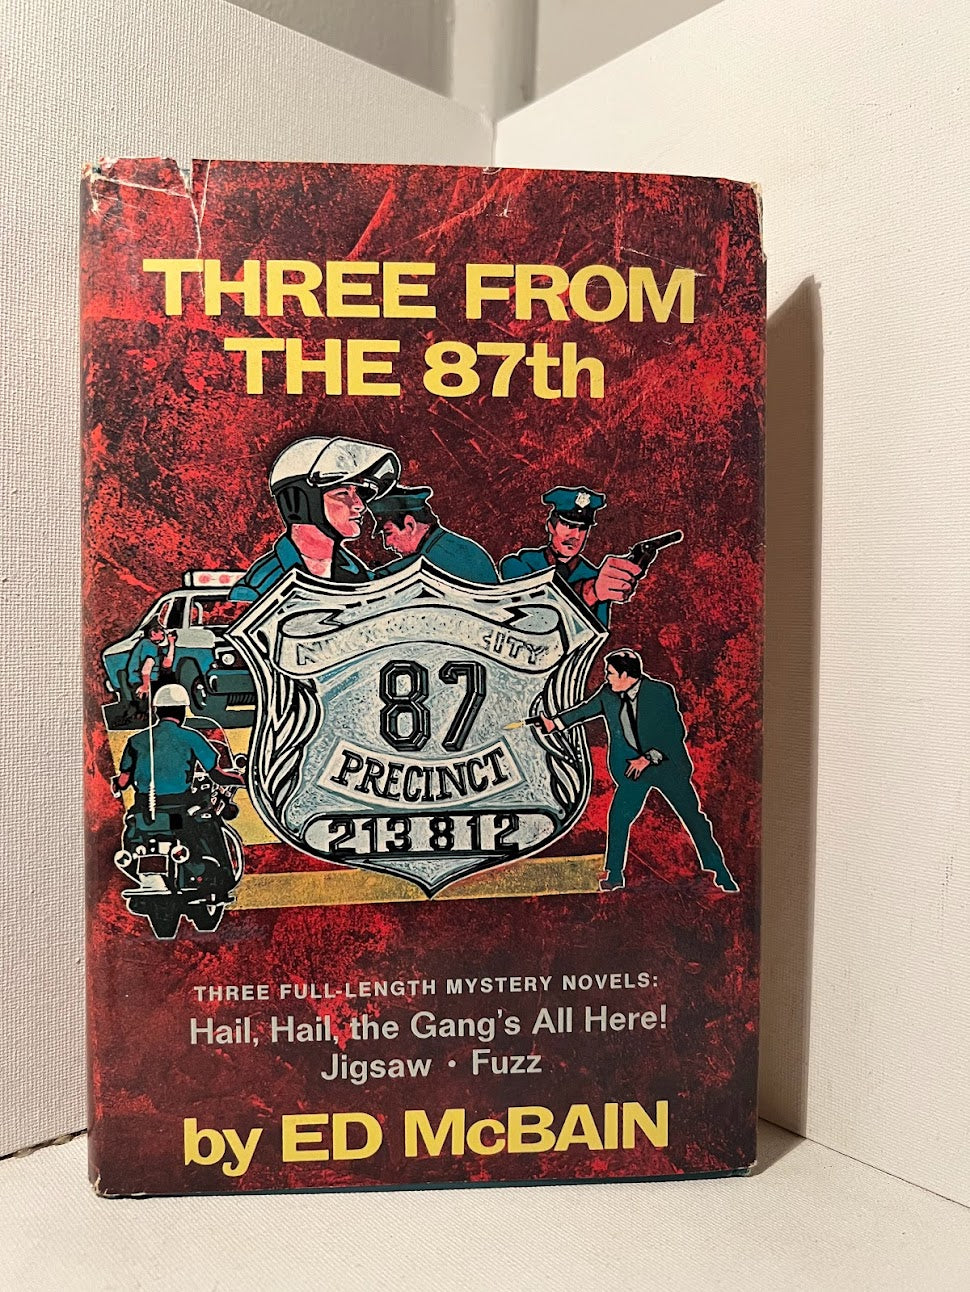 THREE FROM
THE 87th
CITY
87
PRECINCT
213812
THREE FULL-LENGTH MYSTERY NOVELS:
Hail, Hail, the Gang's All Here!
Jigsaw • Fuzz
by ED McBAIN